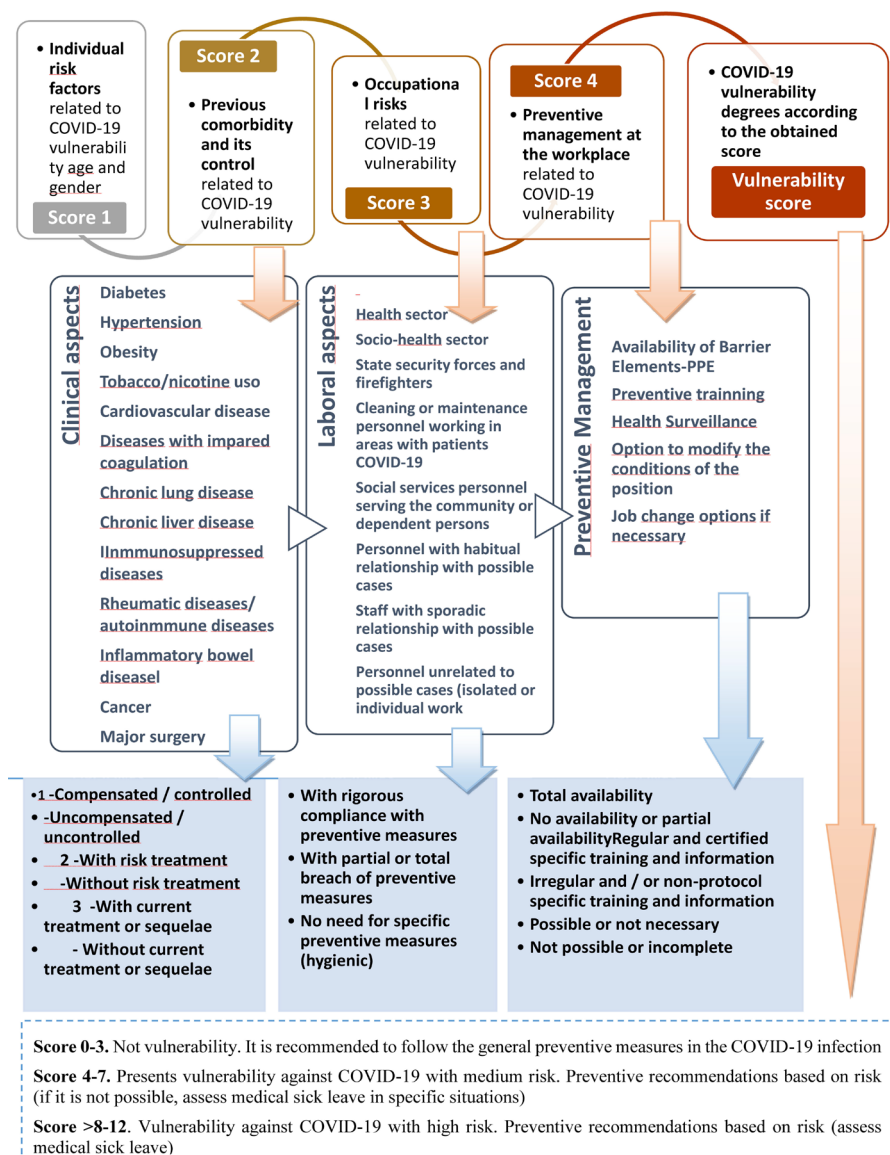 • Individual
risk
factors
related to
COVID-19
vulnerabili
ty age and
gender
Score 1
Score 2
• Previous
comorbidity
and its
control
related to
COVID-19
vulnerability
• Occupationa
l risks
related to
COVID-19
vulnerability
Score 3
Score 4
• Preventive
management at
the workplace
related to
COVID-19
vulnerability
• COVID-19
vulnerability
degrees according
to the obtained
score
Vulnerability
score
Clinical aspects
Diabetes
Hypertension
Obesity
Tobacco/nicotine uso
Cardiovascular disease
Diseases with impared
coagulation
Chronic lung disease
Chronic liver disease
IInmmunosuppressed
diseases
Rheumatic diseases/
autoinmmune diseases
Inflammatory bowel
diseasel
Cancer
Major surgery
Laboral aspects
Health sector
Socio-health sector
State security forces and
firefighters
Cleaning or maintenance
personnel working in
areas with patients
COVID-19
Social services personnel
serving the community or
dependent persons
Personnel with habitual
relationship with possible
cases
Staff with sporadic
relationship with possible
cases
Personnel unrelated to
possible cases (isolated or
individual work
Preventive Management
Availability of Barrier
Elements-PPE
Preventive trainning
Health Surveillance
Option to modify the
conditions of the
position
Job change options if
necessary
•1 -Compensated / controlled
• -Uncompensated /
uncontrolled
• 2 -With risk treatment
• -Without risk treatment
• 3 -With current
treatment or sequelae
• - Without current
treatment or sequelae
• With rigorous
compliance with
preventive measures
• With partial or total
breach of preventive
measures
• No need for specific
preventive measures
(hygienic)
• Total availability
• No availability or partial
availabilityRegular and certified
specific training and information
• Irregular and / or non-protocol
specific training and information
• Possible or not necessary
• Not possible or incomplete
Score 0-3. Not vulnerability. It is recommended to follow the general preventive measures in the COVID-19 infection
Score 4-7. Presents vulnerability against COVID-19 with medium risk. Preventive recommendations based on risk
(if it is not possible, assess medical sick leave in specific situations)
Score >8-12. Vulnerability against COVID-19 with high risk. Preventive recommendations based on risk (assess
medical sick leave)